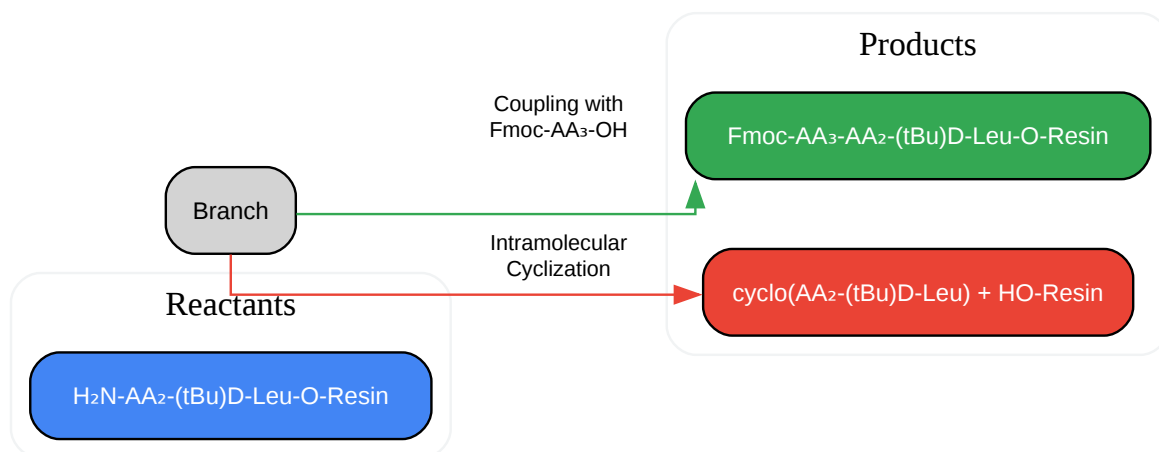 Products
Coupling with
Fmoc-AA₃-OH
Fmoc-AA₃-AA₂-(tBu)D-Leu-O-Resin
Branch
Intramolecular
Cyclization
cyclo(AA₂-(tBu)D-Leu) + HO-Resin
Reactants
H₂N-AA₂-(tBu)D-Leu-O-Resin